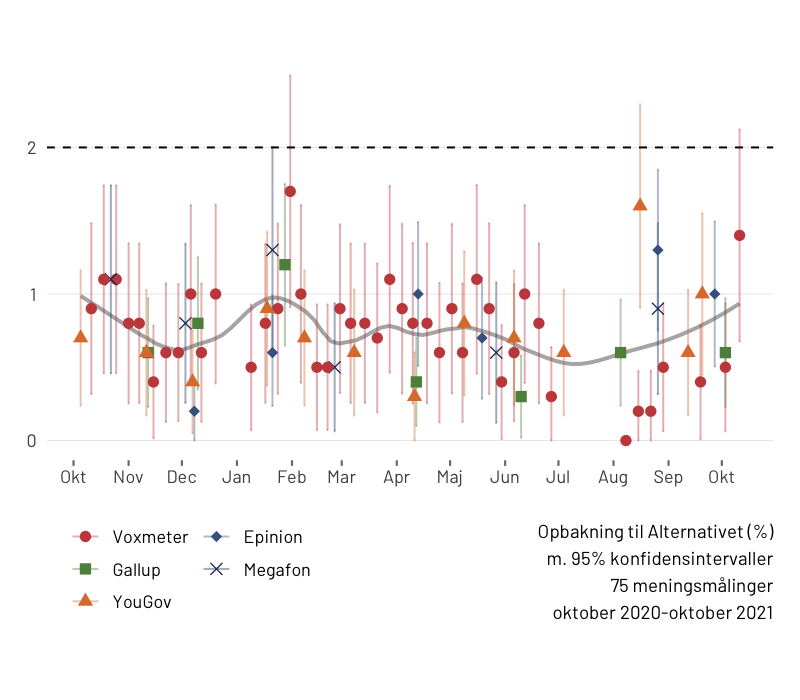 2
1
0
Okt Nov Dec Jan Feb Mar Apr Maj Jun Jul Aug Sep Okt
Voxmeter Epinion
Gallup Megafon
YouGov
Opbakning til Alternativet (%)
m. 95% konfidensintervaller
75 meningsmålinger
oktober 2020-oktober 2021